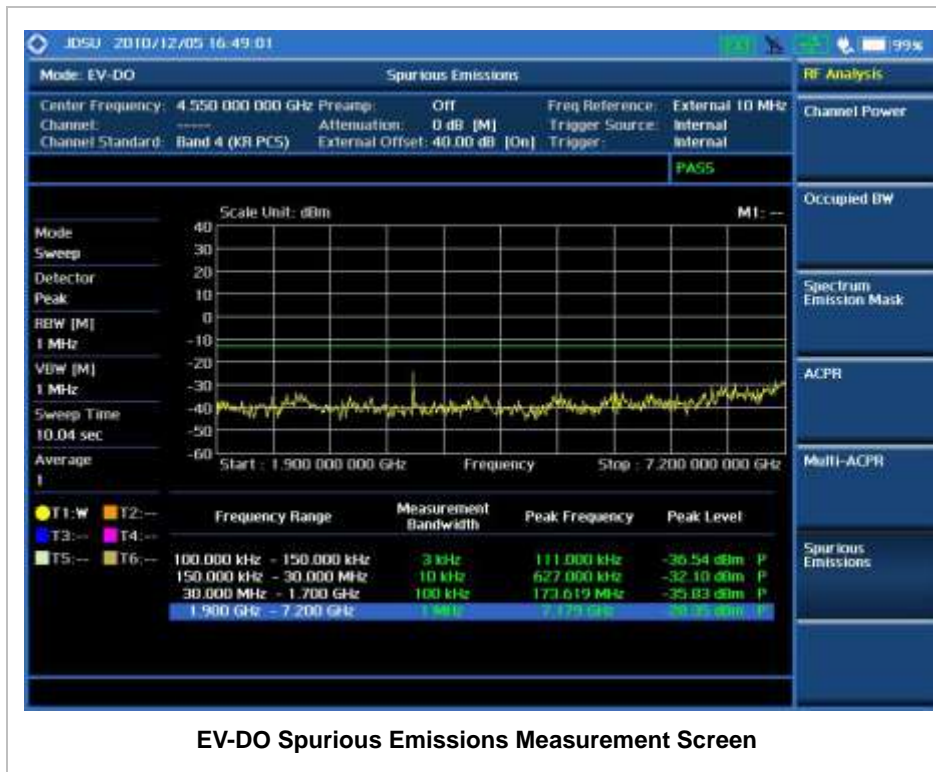 JDSU 2010/12/05 16:49:01 99%
Mode: EV-DO Spurious Emissions RF Analysis
Center Frequency: 4.550 000 000 GHz Preamp: Off Freq Reference: External 10 MHz
Channel: ----- Attenuation: 0 dB [M] Trigger Source: Internal
Channel Standard: Band 4 (KR PCS) External Offset: 40.00 dB [On] Trigger: Internal
PASS
Channel Power
Occupied BW
Spectrum
Emission Mask
ACPR
Multi-ACPR
Spurious
Emissions
Scale Unit: dBm M1: --
Mode
Sweep
Detector
Peak
RBW [M]
1 MHz
VBW [M]
1 MHz
Sweep Time
10.04 sec
Average
1
T1:W T2:--
T3:-- T4:--
T5:-- T6:--
40
30
20
10
0
-10
-20
-30
-40
-50
-60
Start : 1.900 000 000 GHz Frequency Stop : 7.200 000 000 GHz
Frequency Range Measurement Bandwidth Peak Frequency Peak Level
100.000 kHz - 150.000 kHz 3 kHz 111.000 kHz -36.54 dBm P
150.000 kHz - 30.000 MHz 10 kHz 627.000 kHz -32.10 dBm P
30.000 MHz - 1.700 GHz 100 kHz 173.619 MHz -35.83 dBm P
1.900 GHz - 7.200 GHz 1 MHz 7.179 GHz -28.35 dBm P
EV-DO Spurious Emissions Measurement Screen